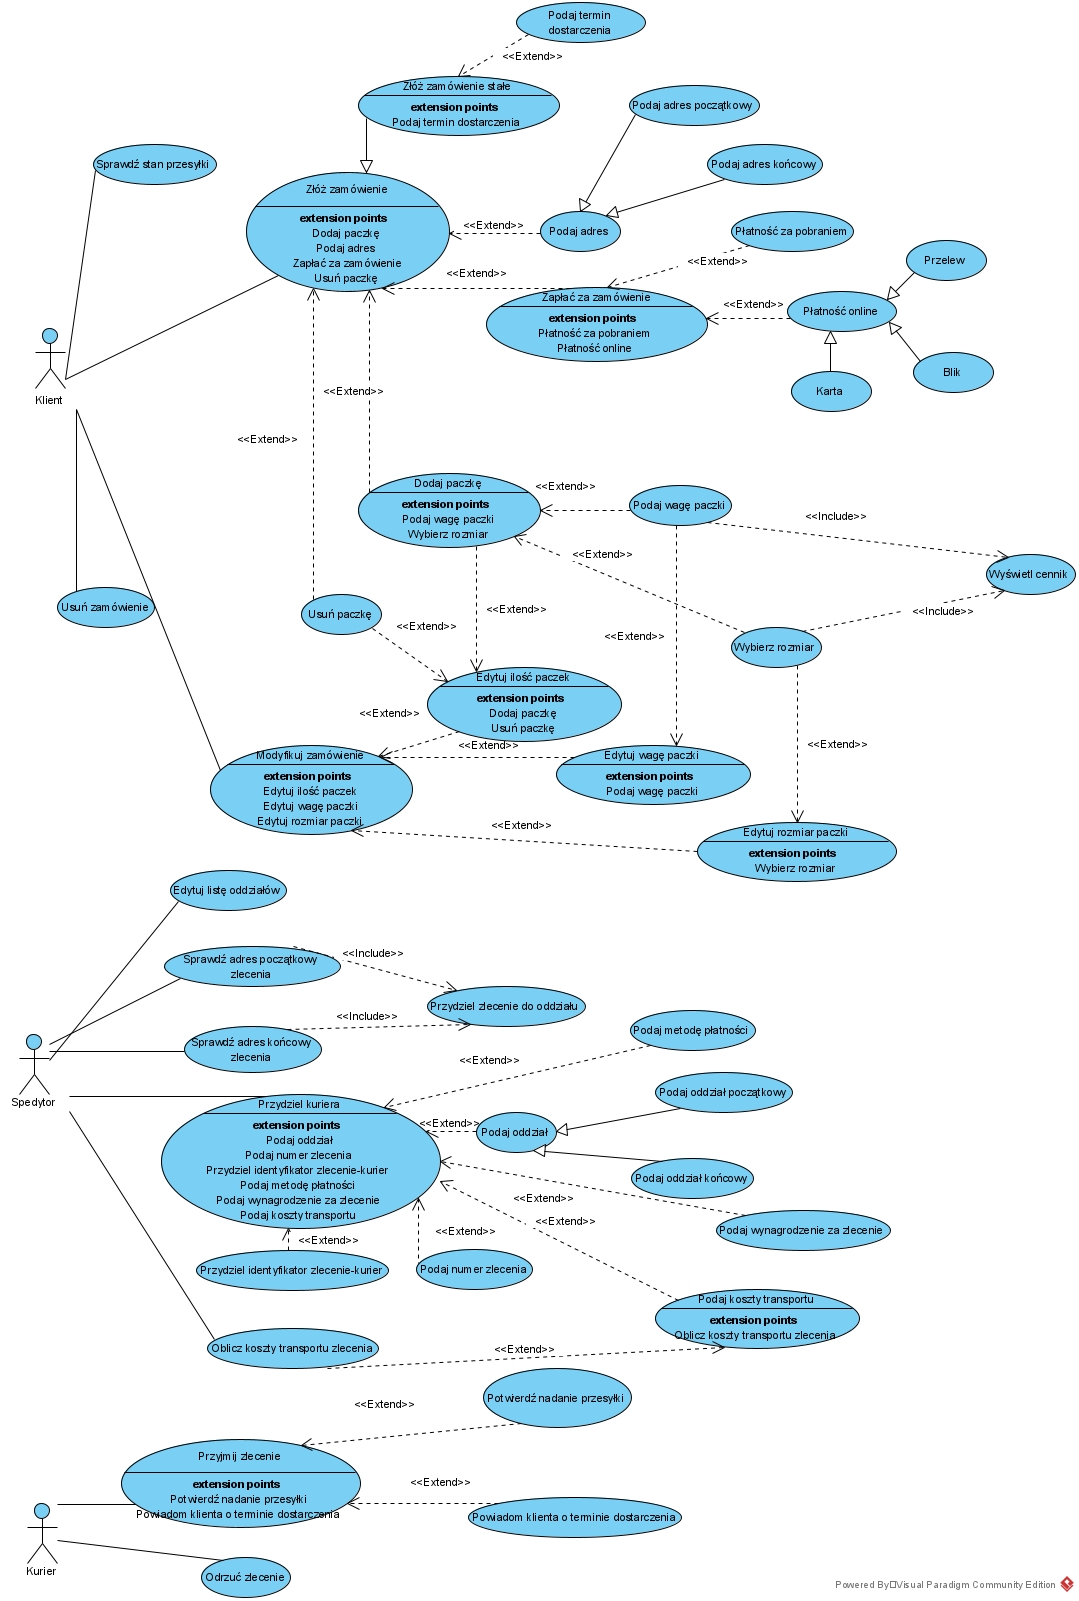 Podaj termin
dostarczenia
<<Extend>>
Złóż zamówienie stałe
extension points
Podaj termin dostarczenia
Podaj adres początkowy
Sprawdź stan przesyłki
Podaj adres końcowy
Złóż zamówienie
extension points
Dodaj paczkę
Podaj adres
Zapłać za zamówienie
Usuń paczkę
<<Extend>>
Podaj adres
Płatność za pobraniem
<<Extend>>
<<Extend>>
Przelew
Zapłać za zamówienie
extension points
Płatność za pobraniem
Płatność online
<<Extend>>
Płatność online
Blik
Karta
Klient
<<Extend>>
<<Extend>>
Dodaj paczkę
extension points
Podaj wagę paczki
Wybierz rozmiar
<<Extend>>
Podaj wagę paczki
<<Include>>
<<Extend>>
Wyświetl cennik
Usuń zamówienie
Usuń paczkę
<<Extend>>
<<Include>>
<<Extend>>
<<Extend>>
Wybierz rozmiar
Edytuj ilość paczek
extension points
Dodaj paczkę
Usuń paczkę
<<Extend>>
<<Extend>>
<<Extend>>
Modyfikuj zamówienie
extension points
Edytuj ilość paczek
Edytuj wagę paczki
Edytuj rozmiar paczki
Edytuj wagę paczki
extension points
Podaj wagę paczki
<<Extend>>
Edytuj rozmiar paczki
extension points
Wybierz rozmiar
Edytuj listę oddziałów
Sprawdź adres początkowy
zlecenia
<<Include>>
Przydziel zlecenie do oddziału
<<Include>>
Sprawdź adres końcowy
zlecenia
Podaj metodę płatności
<<Extend>>
Spedytor
Podaj oddział początkowy
Przydziel kuriera
extension points
Podaj oddział
Podaj numer zlecenia
Przydziel identyfikator zlecenie-kurier
Podaj metodę płatności
Podaj wynagrodzenie za zlecenie
Podaj koszty transportu
<<Extend>>
Podaj oddział
Podaj oddział końcowy
<<Extend>>
<<Extend>>
Podaj wynagrodzenie za zlecenie
<<Extend>>
<<Extend>>
Przydziel identyfikator zlecenie-kurier
Podaj numer zlecenia
Podaj koszty transportu
extension points
Oblicz koszty transportu zlecenia
Oblicz koszty transportu zlecenia
<<Extend>>
Potwierdź nadanie przesyłki
<<Extend>>
Przyjmij zlecenie
extension points
Potwierdź nadanie przesyłki
Powiadom klienta o terminie dostarczenia
<<Extend>>
Powiadom klienta o terminie dostarczenia
Kurier
Odrzuć zlecenie
Powered By Visual Paradigm Community Edition